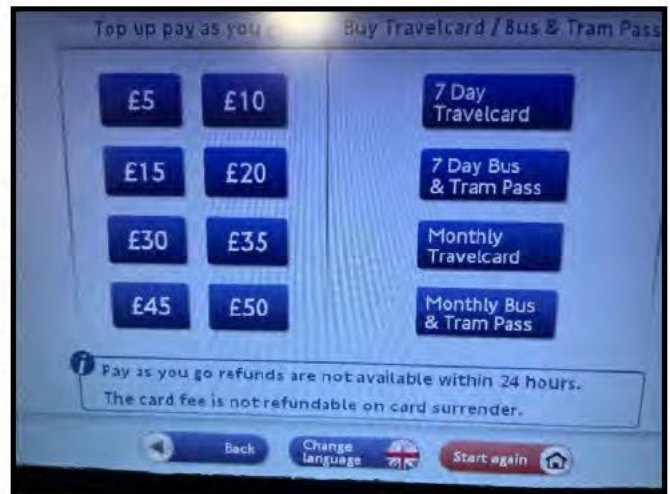 Top up pay as you
Buy Travelcard / Bus & Tram Pass
£5
£10
£15
£20
£30
£35
£45
£50
7 Day
Travelcard
7 Day Bus
& Tram Pass
Monthly
Travelcard
Monthly Bus
& Tram Pass
i
Pay as you go refunds are not available within 24 hours.
The card fee is not refundable on card surrender.
Back
Change
language
Start again